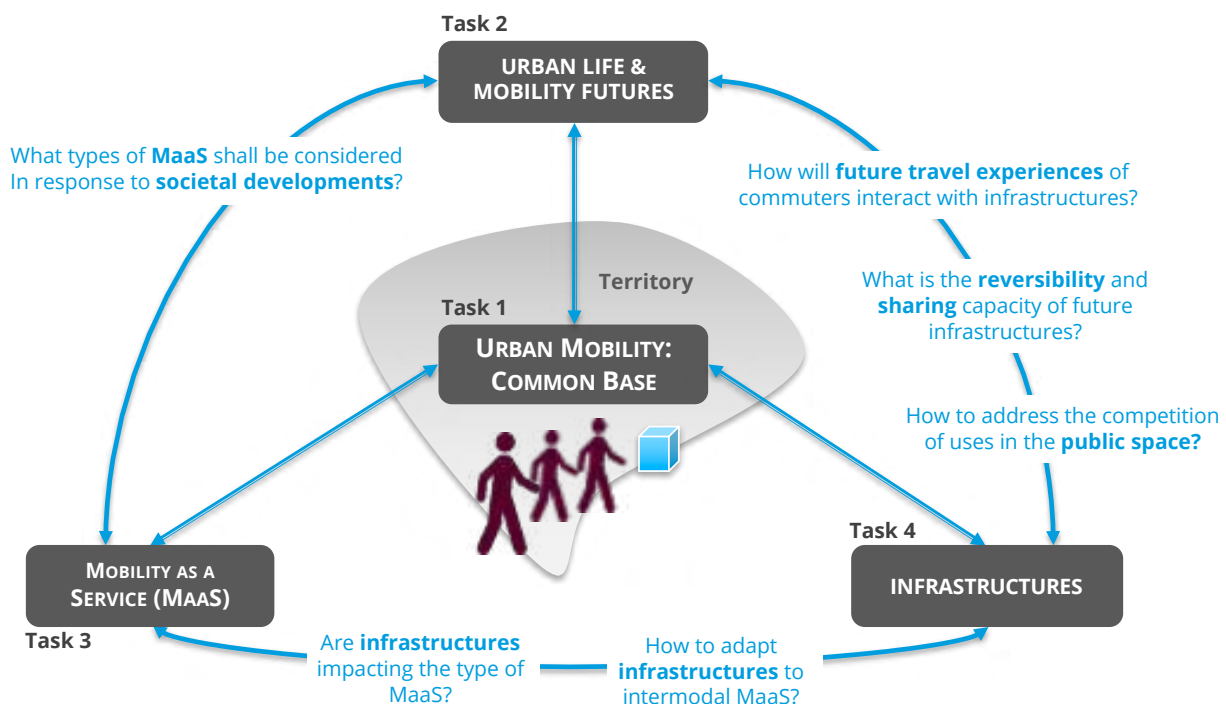 Task 2
URBAN LIFE &
MOBILITY FUTURES
What types of MaaS shall be considered
In response to societal developments?
How will future travel experiences of
commuters interact with infrastructures?
Territory
What is the reversibility and
sharing capacity of future
infrastructures?
Task 1
URBAN MOBILITY:
COMMON BASE
How to address the competition
of uses in the public space?
Task 4
INFRASTRUCTURES
MOBILITY AS A
SERVICE (MAAS)
Task 3
Are infrastructures
impacting the type of
MaaS?
How to adapt
infrastructures to
intermodal MaaS?